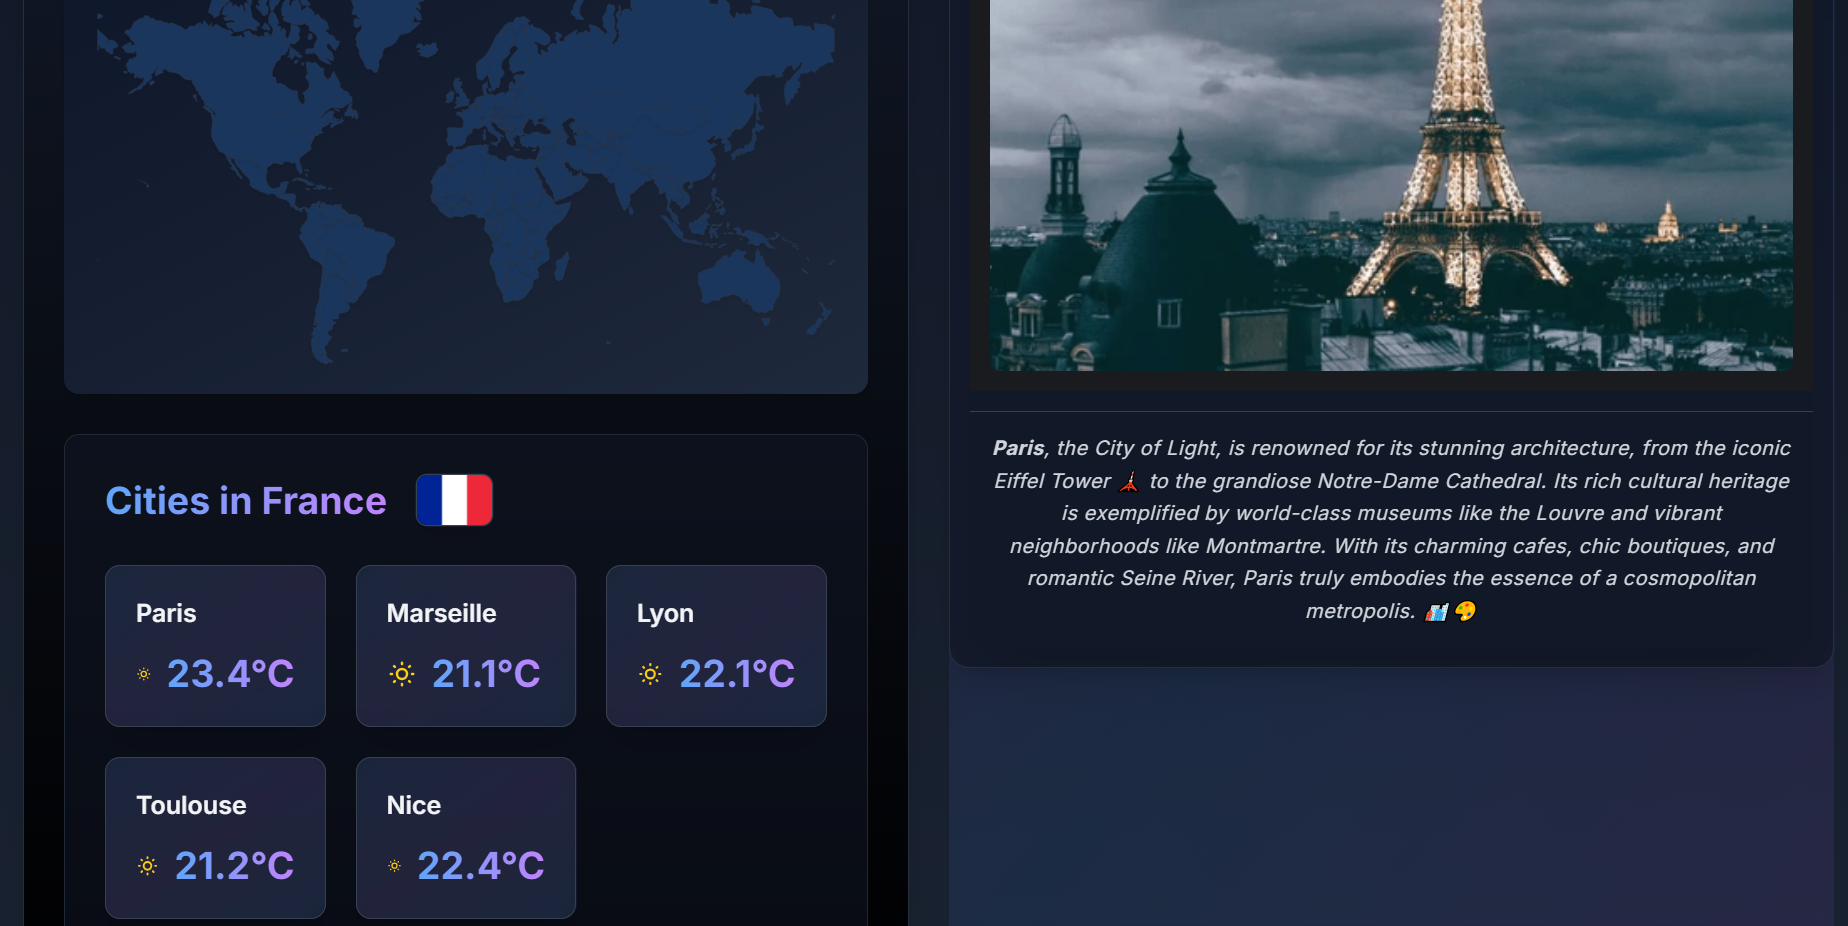 Cities in France
Paris
23.4°C
Marseille
21.1°C
Lyon
22.1°C
Toulouse
21.2°C
Nice
22.4°C
Paris, the City of Light, is renowned for its stunning architecture, from the iconic
Eiffel Tower 🗼 to the grandiose Notre-Dame Cathedral. Its rich cultural heritage
is exemplified by world-class museums like the Louvre and vibrant
neighborhoods like Montmartre. With its charming cafes, chic boutiques, and
romantic Seine River, Paris truly embodies the essence of a cosmopolitan
metropolis. 🏙️🎨